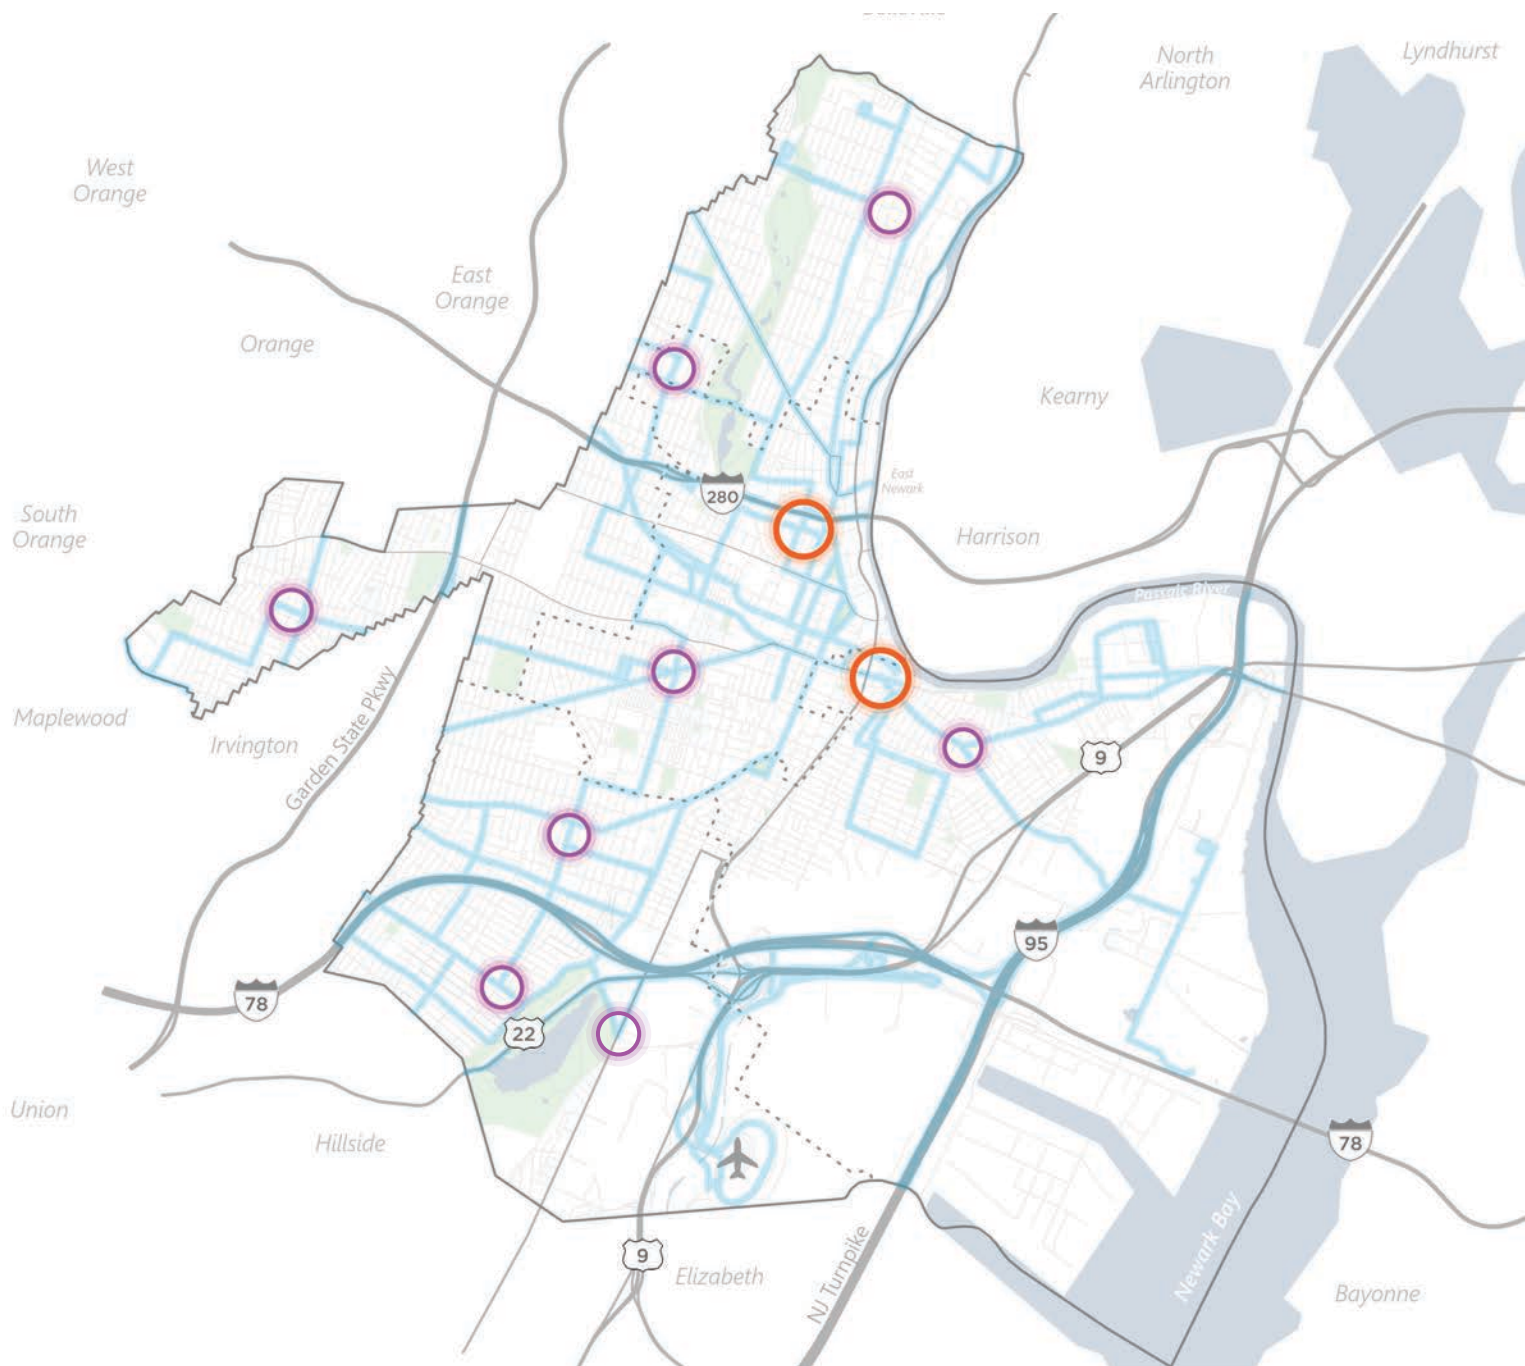 North
Arlington
Lyndhurst
West
Orange
East
Orange
Orange
Kearny
East
Newark
280
South
Orange
Harrison
Passaic River
Maplewood
Irvington
Garden State Pkwy
9
95
78
22
Union
Hillside
78
Newark Bay
9
Elizabeth
NJ Turnpike
Bayonne